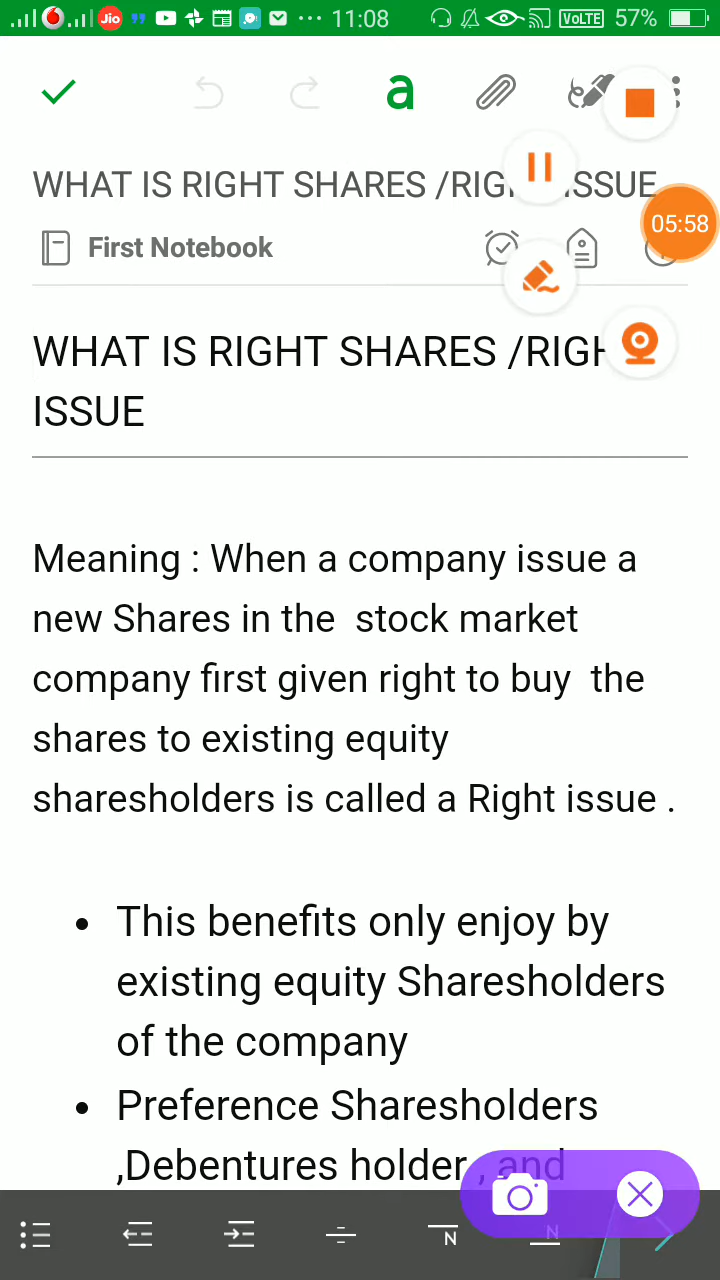 Jio 11:08 VoLTE 57%
a
WHAT IS RIGHT SHARES /RIG SSUE
05:58
First Notebook
WHAT IS RIGHT SHARES /RIGH
ISSUE
Meaning : When a company issue a
new Shares in the stock market
company first given right to buy the
shares to existing equity
sharesholders is called a Right issue .
• This benefits only enjoy by
existing equity Sharesholders
of the company
• Preference Sharesholders
,Debentures holder , and
N N